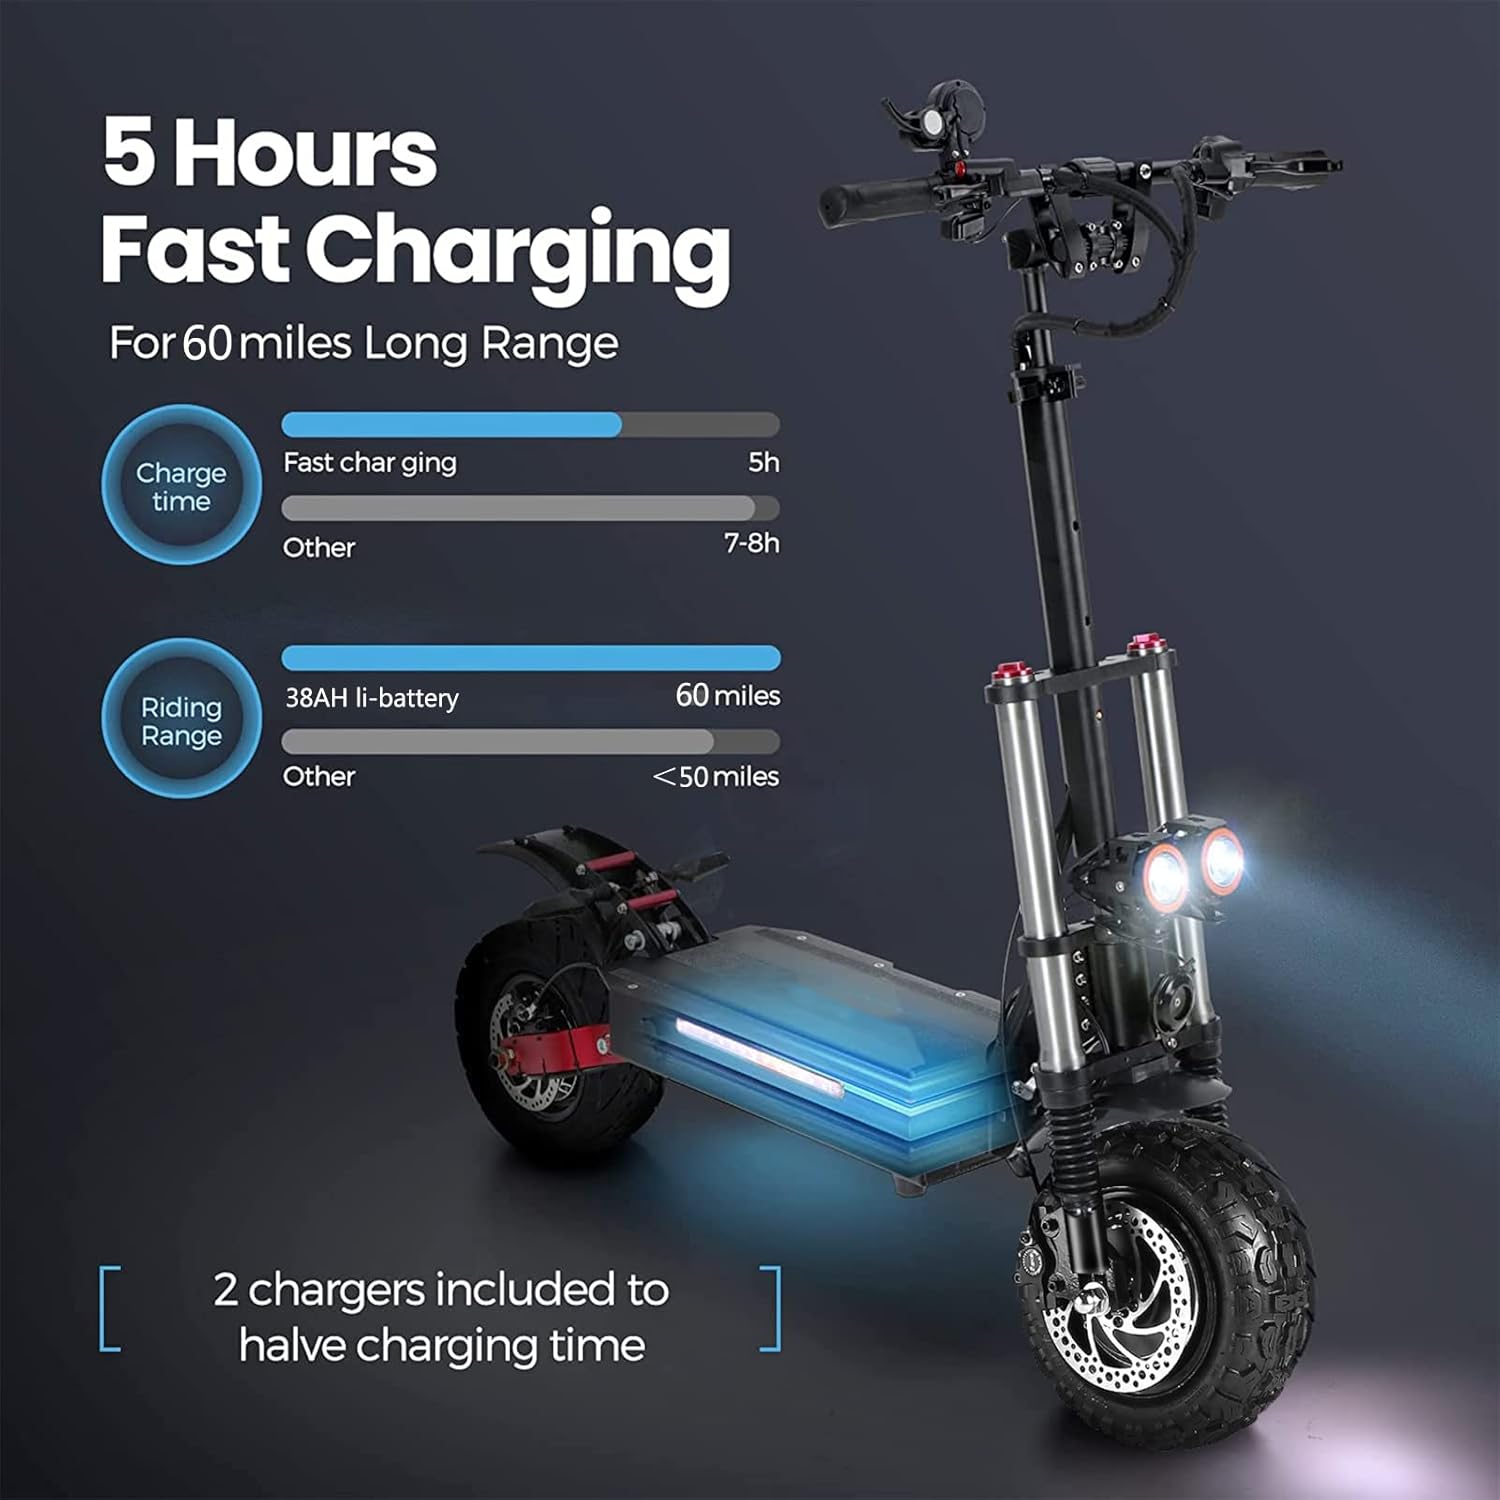 5 Hours
Fast Charging
For 60 miles Long Range
Charge
time
Fast char ging
5h
Other
7-8h
Riding
Range
38AH li-battery
60 miles
Other
<50 miles
2 chargers included to
halve charging time